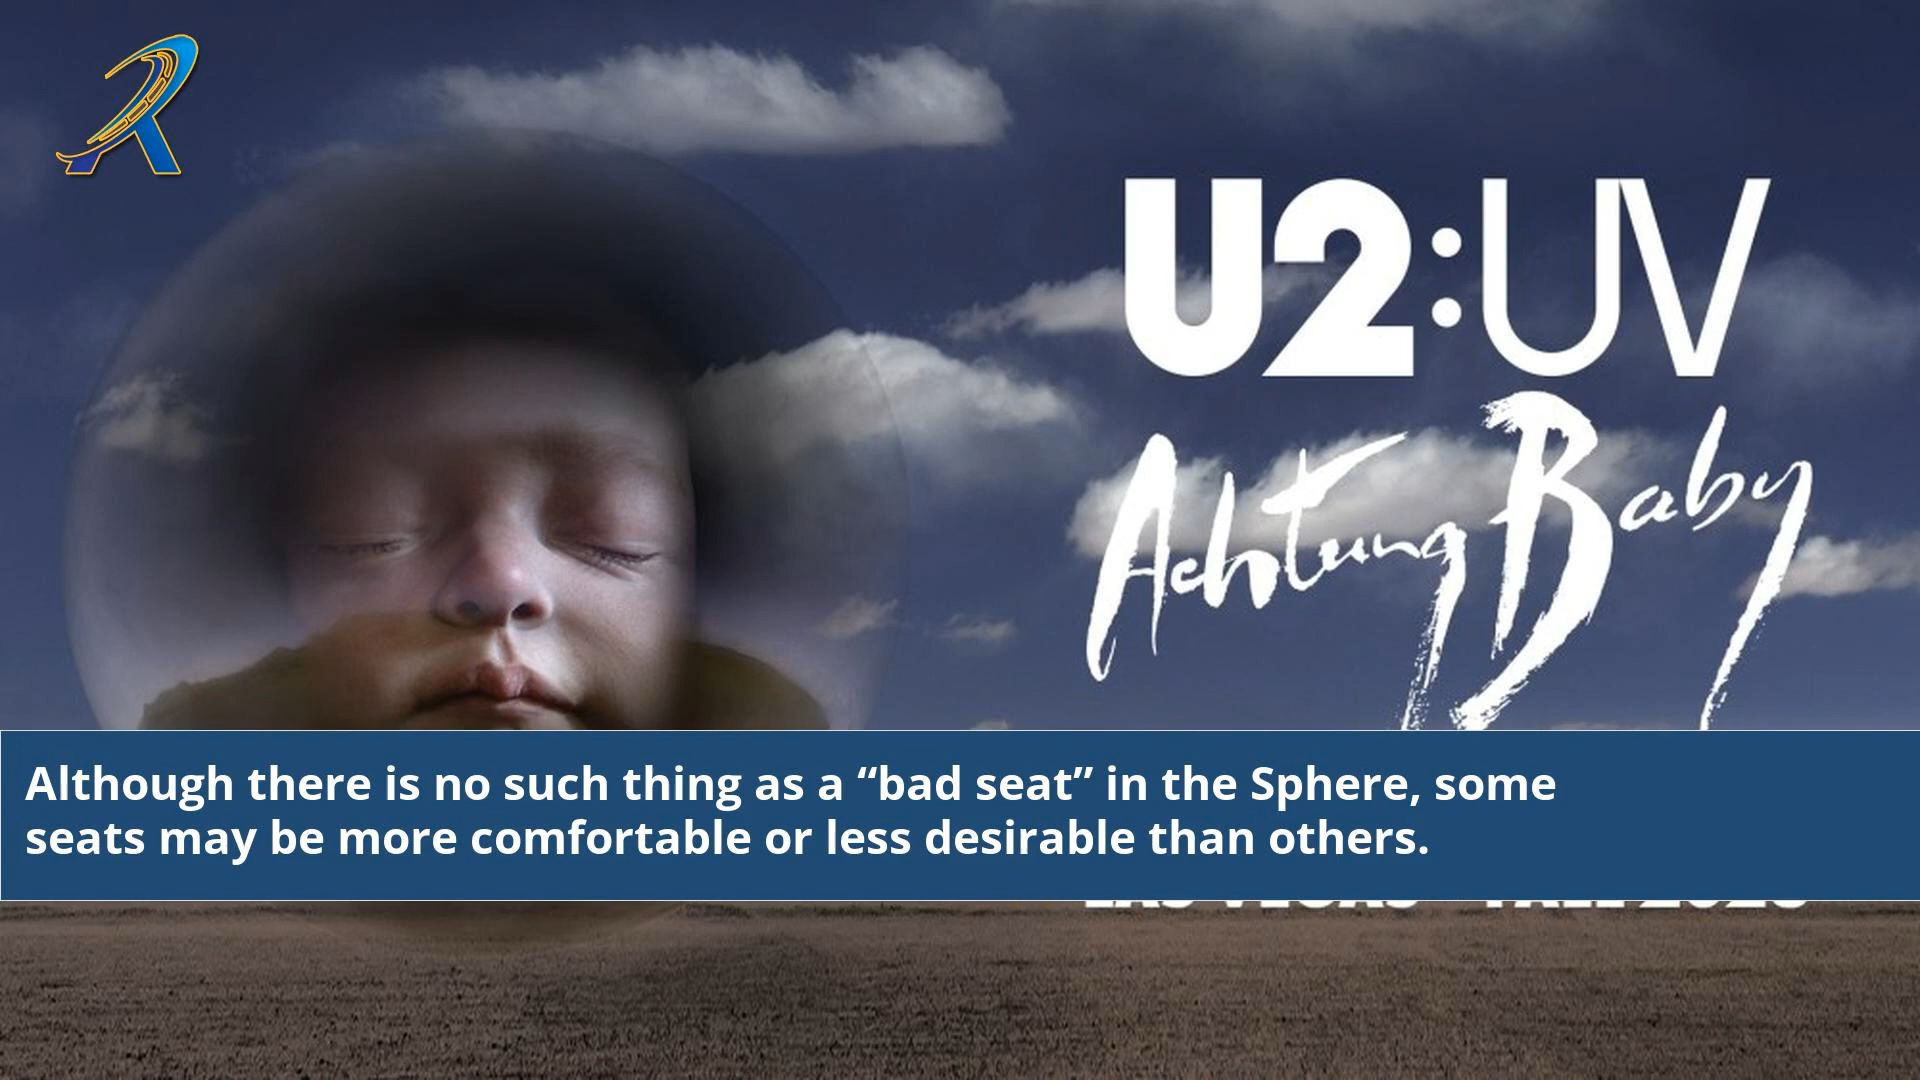 U2:UV
Achtung Baby
Although there is no such thing as a “bad seat” in the Sphere, some
seats may be more comfortable or less desirable than others.